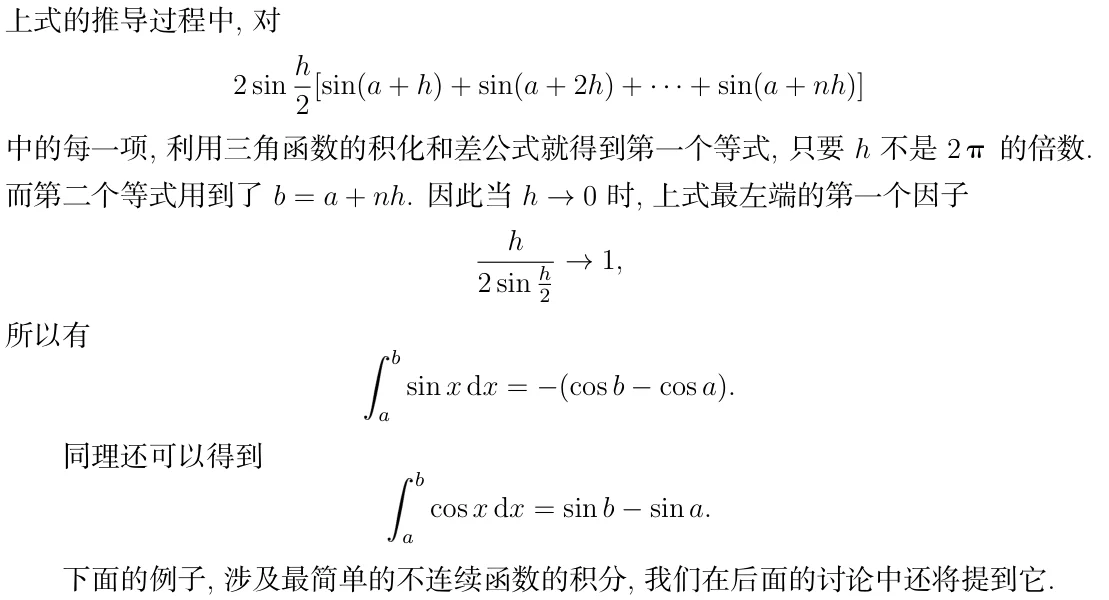 上式的推导过程中, 对
2 sin h/2 [sin(a + h) + sin(a + 2h) + ··· + sin(a + nh)]
中的每一项, 利用三角函数的积化和差公式就得到第一个等式, 只要 h 不是 2π 的倍数.
而第二个等式用到了 b = a + nh. 因此当 h → 0 时, 上式最左端的第一个因子
h / (2 sin h/2) → 1,
所以有
∫_a^b sin x dx = −(cos b − cos a).
同理还可以得到
∫_a^b cos x dx = sin b − sin a.
下面的例子, 涉及最简单的不连续函数的积分, 我们在后面的讨论中还将提到它.